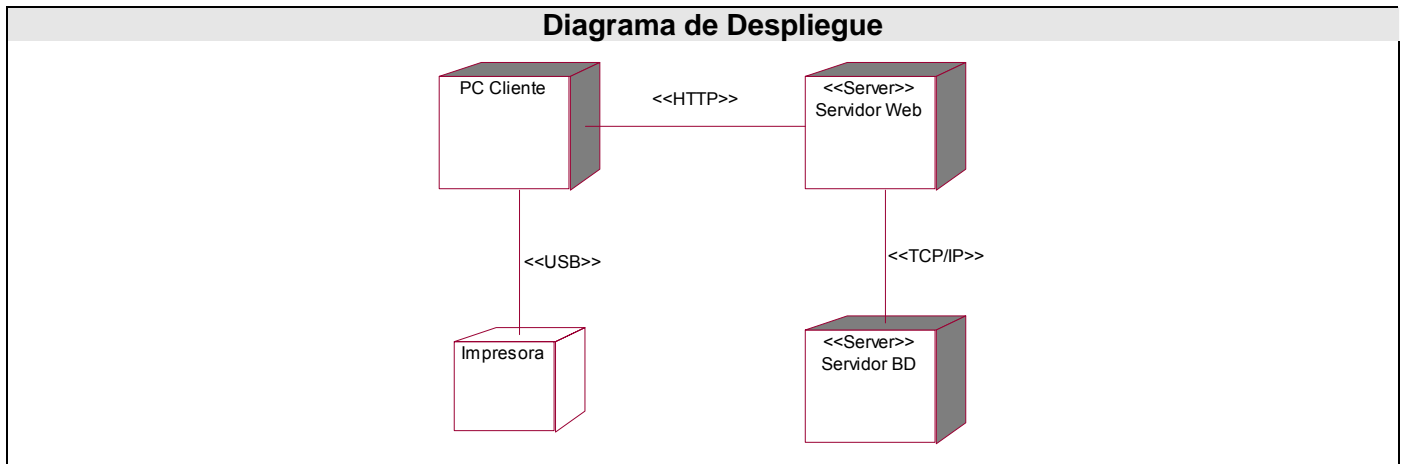 Diagrama de Despliegue
PC Cliente
<<HTTP>>
<<Server>>
Servidor Web
<<USB>>
<<TCP/IP>>
Impresora
<<Server>>
Servidor BD